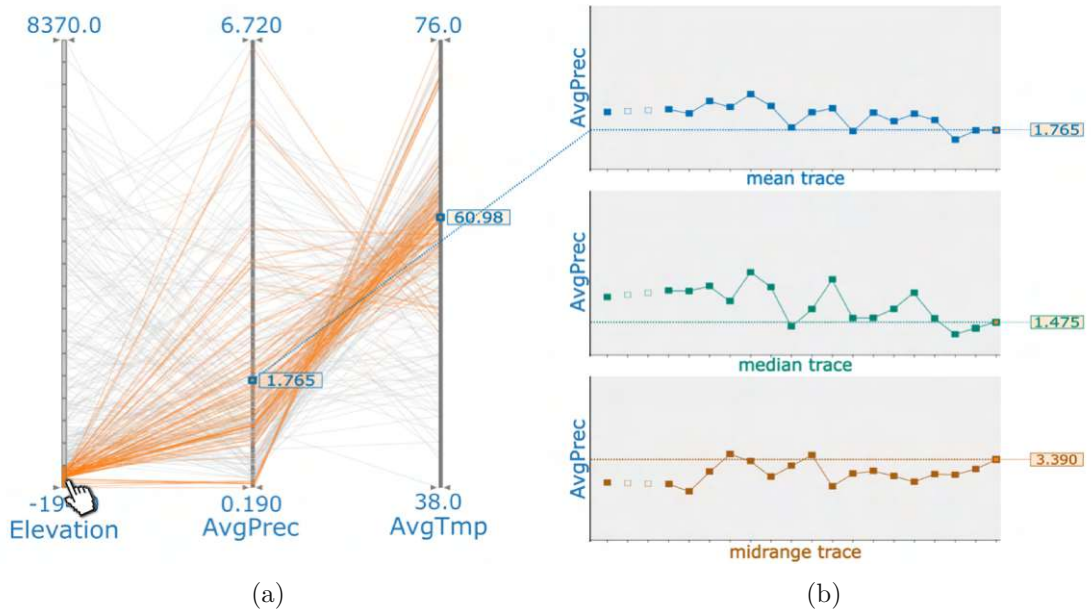 8370.0
6.720
76.0
60.98
1.765
0.190
38.0
Elevation
AvgPrec
AvgTmp
(a)
AvgPrec
1.765
mean trace
AvgPrec
1.475
median trace
AvgPrec
3.390
midrange trace
(b)